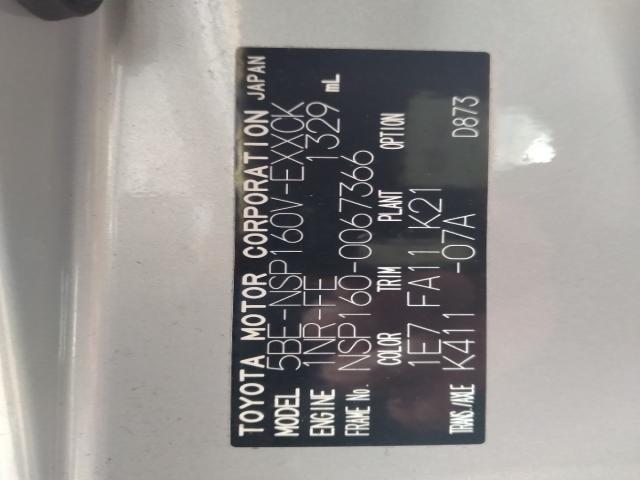 TOYOTA MOTOR CORPORATION JAPAN
MODEL 5BE-NSP160V-EXXCK
ENGINE 1NR-FE 1329 mL
FRAME No. NSP160-0067366
COLOR TRIM PLANT OPTION
1E7 FA11 K21
TRANS./AXLE K411 -07A D873